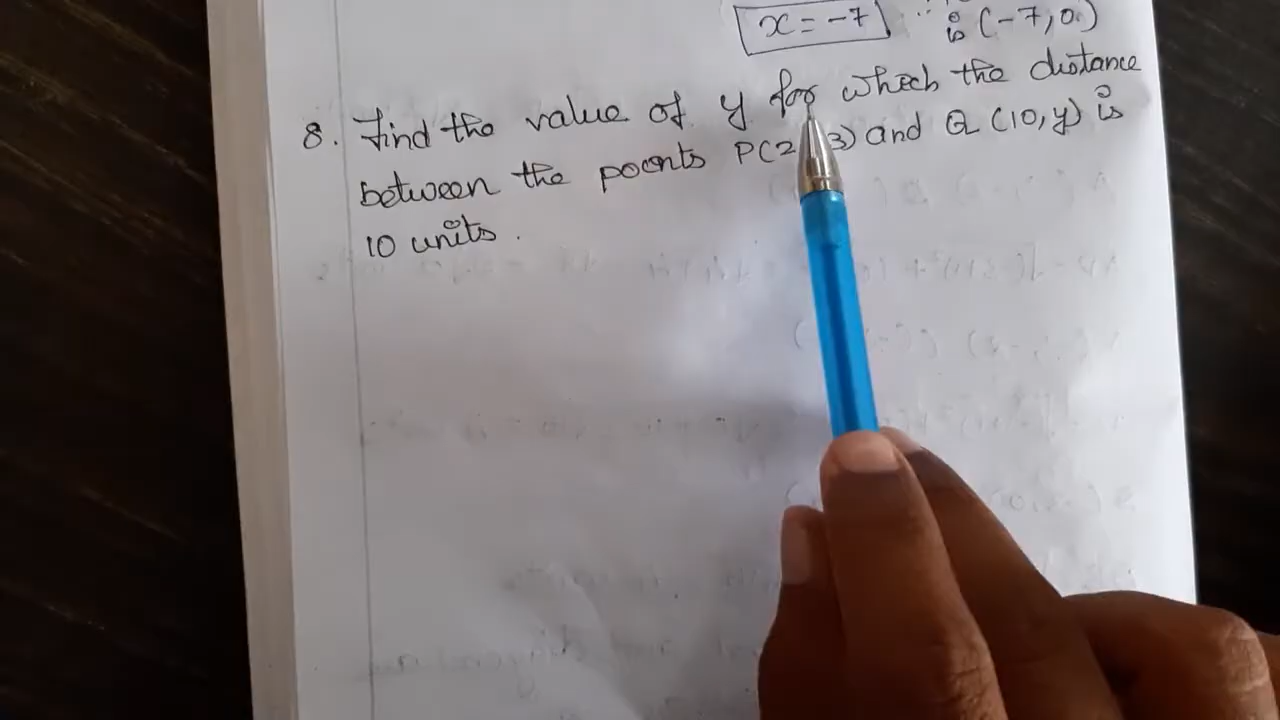 x = -7 ∴ is (-7, 0)
8. Find the value of y for which the distance
between the points P(2 3) and Q (10, y) is
10 units.